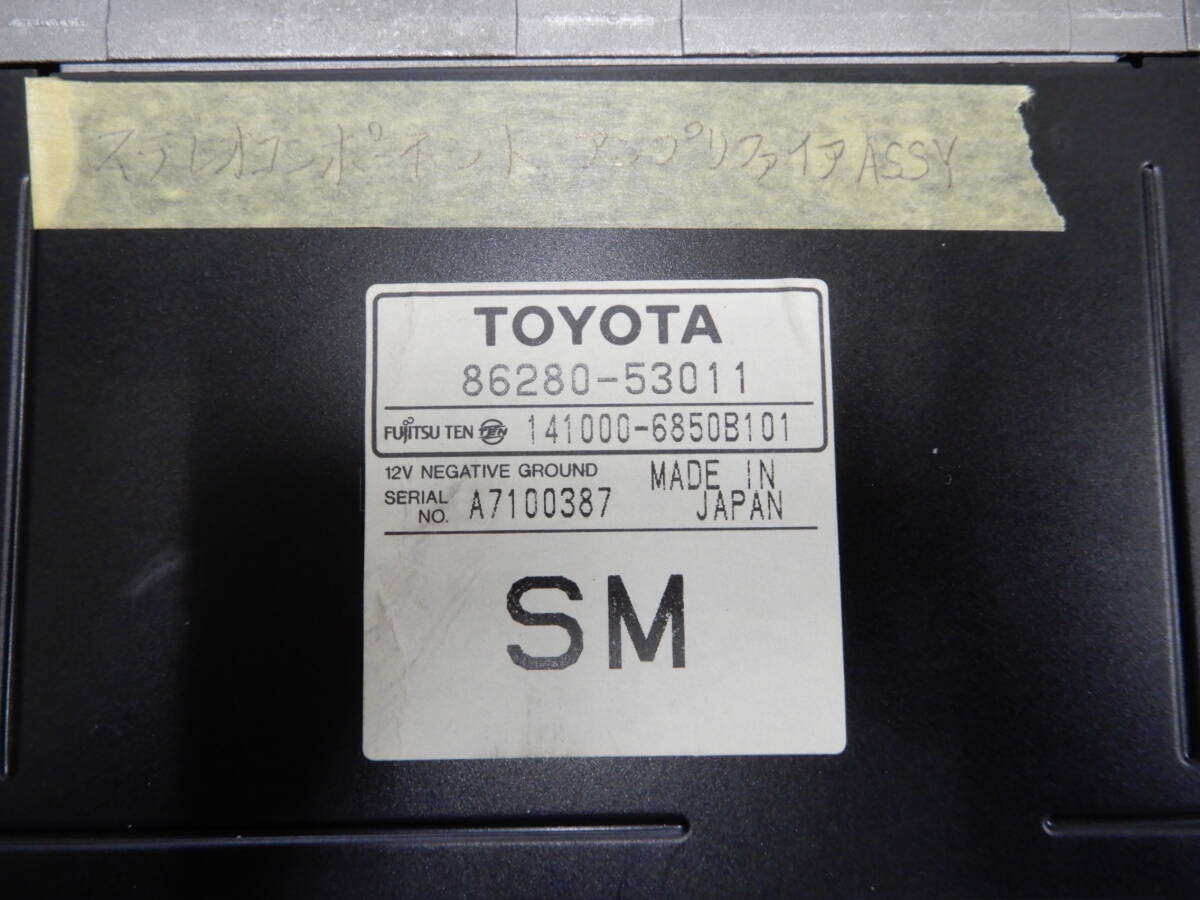 ステレオコンポーネント アンプリファイアASSY
TOYOTA
86280-53011
FUJITSU TEN TEN 141000-6850B101
12V NEGATIVE GROUND MADE IN
SERIAL NO. A7100387 JAPAN
SM